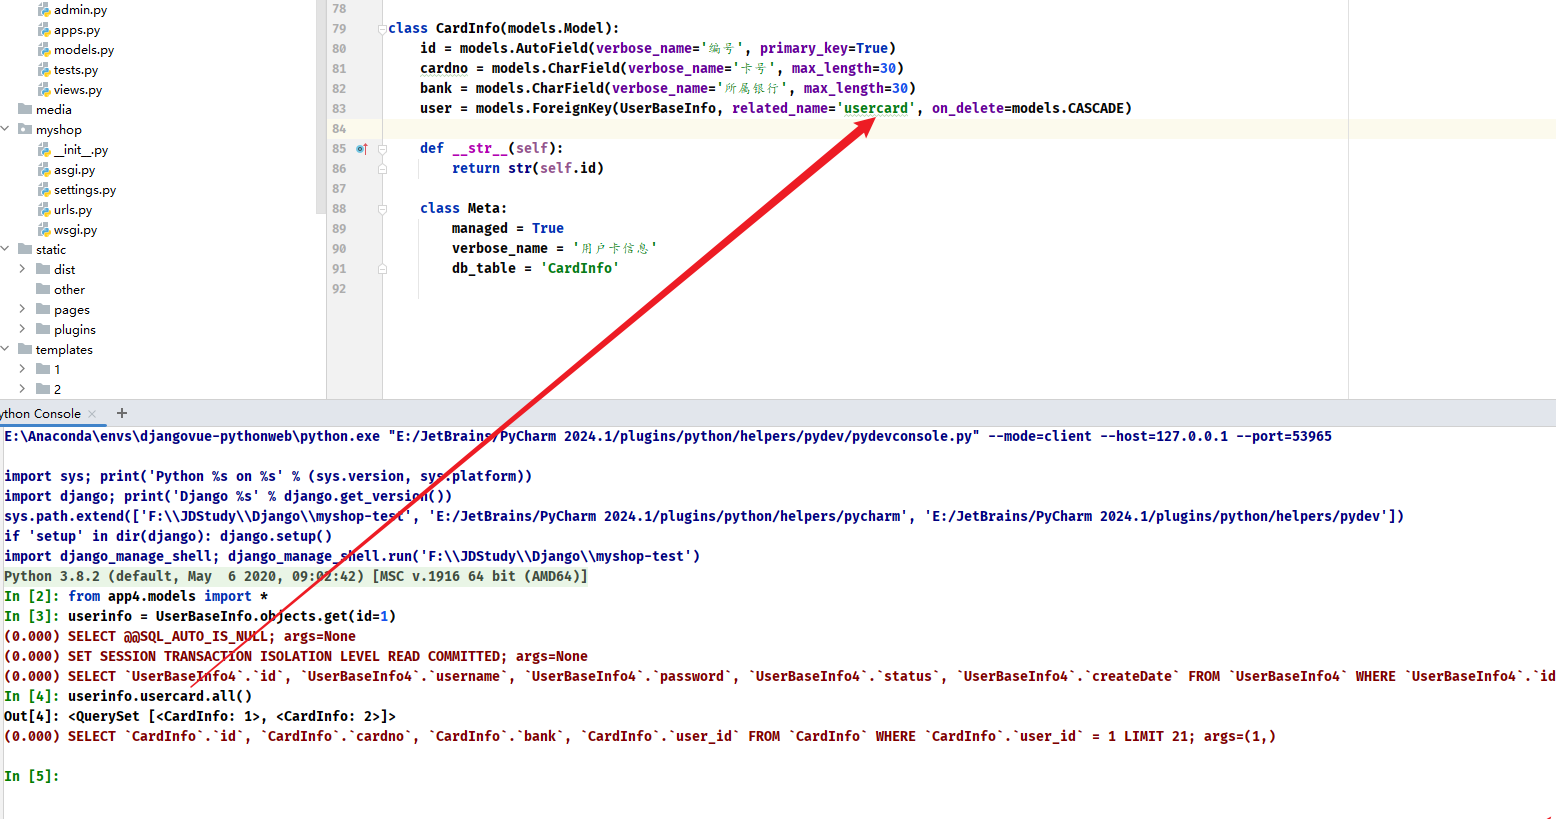 admin.py
apps.py
models.py
tests.py
views.py
media
myshop
__init__.py
asgi.py
settings.py
urls.py
wsgi.py
static
dist
other
pages
plugins
templates
1
2
78
79 class CardInfo(models.Model):
80 id = models.AutoField(verbose_name='编号', primary_key=True)
81 cardno = models.CharField(verbose_name='卡号', max_length=30)
82 bank = models.CharField(verbose_name='所属银行', max_length=30)
83 user = models.ForeignKey(UserBaseInfo, related_name='usercard', on_delete=models.CASCADE)
84
85 def __str__(self):
86 return str(self.id)
87
88 class Meta:
89 managed = True
90 verbose_name = '用户卡信息'
91 db_table = 'CardInfo'
92
ython Console × +
E:\Anaconda\envs\djangovue-pythonweb\python.exe "E:/JetBrains/PyCharm 2024.1/plugins/python/helpers/pydev/pydevconsole.py" --mode=client --host=127.0.0.1 --port=53965
import sys; print('Python %s on %s' % (sys.version, sys.platform))
import django; print('Django %s' % django.get_version())
sys.path.extend(['F:\\JDStudy\\Django\\myshop-test', 'E:/JetBrains/PyCharm 2024.1/plugins/python/helpers/pycharm', 'E:/JetBrains/PyCharm 2024.1/plugins/python/helpers/pydev'])
if 'setup' in dir(django): django.setup()
import django_manage_shell; django_manage_shell.run('F:\\JDStudy\\Django\\myshop-test')
Python 3.8.2 (default, May  6 2020, 09:02:42) [MSC v.1916 64 bit (AMD64)]
In [2]: from app4.models import *
In [3]: userinfo = UserBaseInfo.objects.get(id=1)
(0.000) SELECT @@SQL_AUTO_IS_NULL; args=None
(0.000) SET SESSION TRANSACTION ISOLATION LEVEL READ COMMITTED; args=None
(0.000) SELECT `UserBaseInfo4`.`id`, `UserBaseInfo4`.`username`, `UserBaseInfo4`.`password`, `UserBaseInfo4`.`status`, `UserBaseInfo4`.`createDate` FROM `UserBaseInfo4` WHERE `UserBaseInfo4`.`id
In [4]: userinfo.usercard.all()
Out[4]: <QuerySet [<CardInfo: 1>, <CardInfo: 2>]>
(0.000) SELECT `CardInfo`.`id`, `CardInfo`.`cardno`, `CardInfo`.`bank`, `CardInfo`.`user_id` FROM `CardInfo` WHERE `CardInfo`.`user_id` = 1 LIMIT 21; args=(1,)
In [5]: